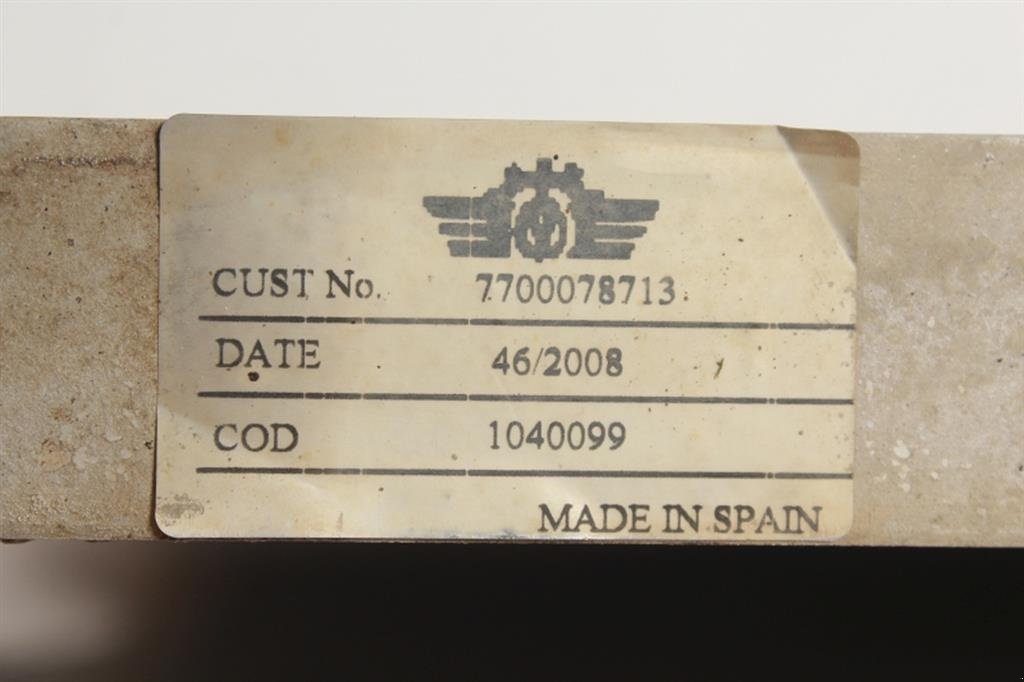 CUST No. 7700078713
DATE 46/2008
COD 1040099
MADE IN SPAIN